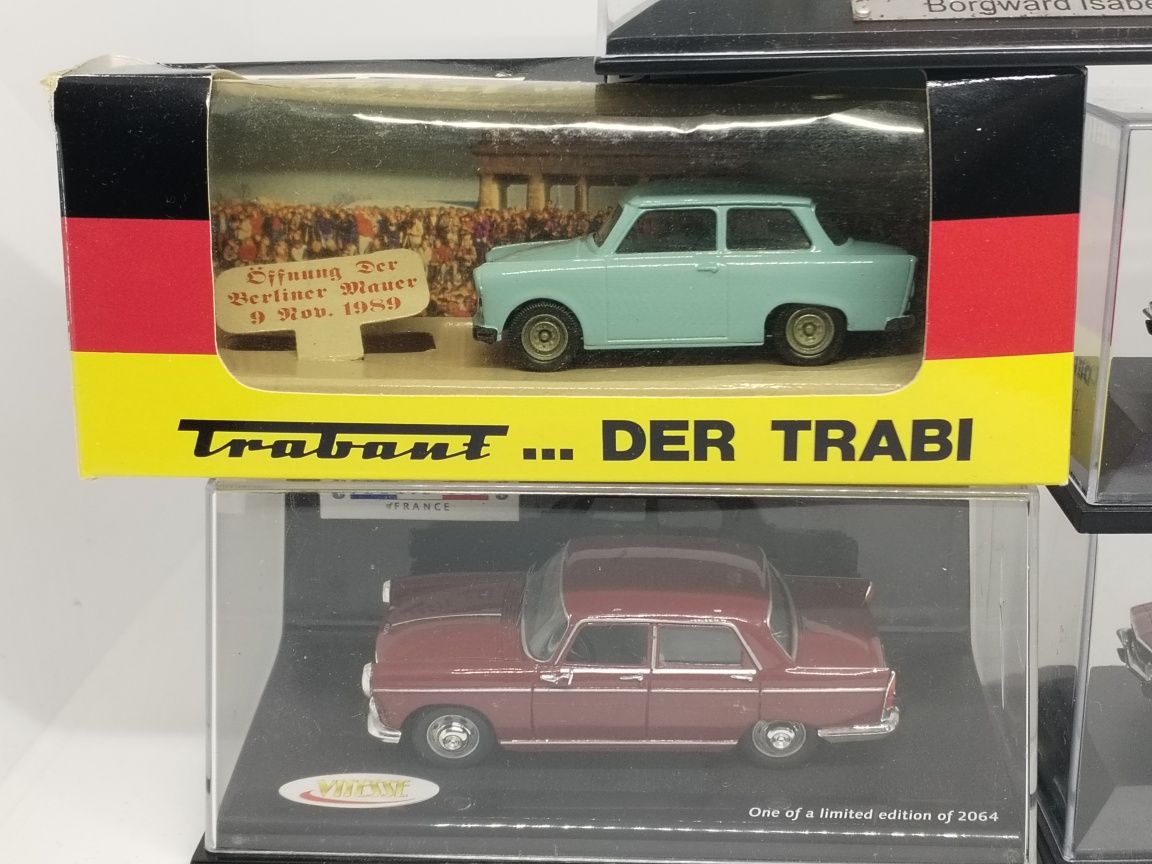 Borgward Isabe
Öffnung Der
Berliner Mauer
9 Nov. 1989
Trabant ... DER TRABI
FRANCE
VITESSE
One of a limited edition of 2064